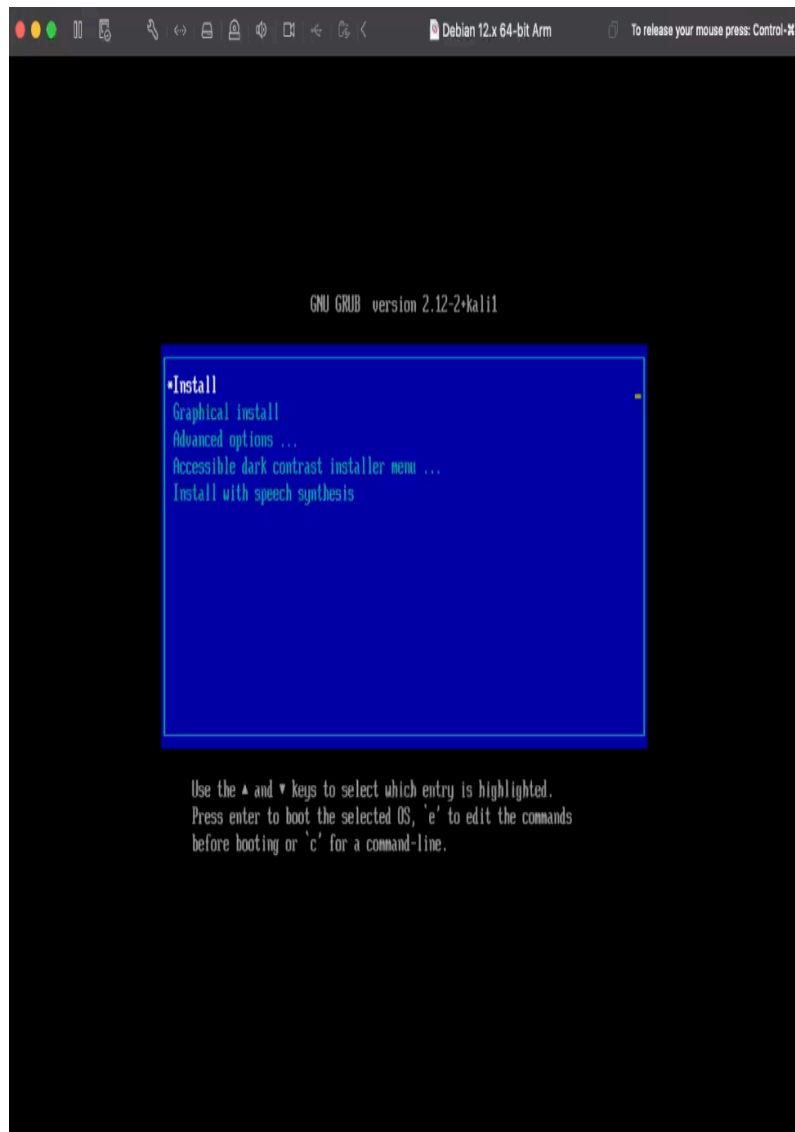 Debian 12.x 64-bit Arm
To release your mouse press: Control-⌘
GNU GRUB version 2.12-2+kali1
*Install
Graphical install
Advanced options ...
Accessible dark contrast installer menu ...
Install with speech synthesis
Use the ▲ and ▼ keys to select which entry is highlighted.
Press enter to boot the selected OS, `e' to edit the commands
before booting or `c' for a command-line.